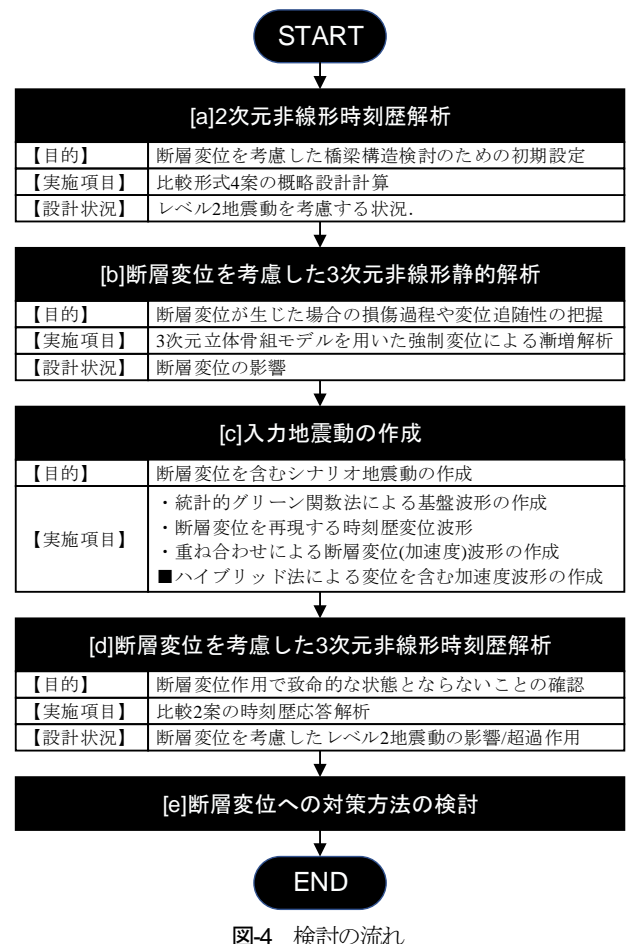 START
[a]2次元非線形時刻歴解析
【目的】 断層変位を考慮した橋梁構造検討のための初期設定
【実施項目】 比較形式4案の概略設計計算
【設計状況】 レベル2地震動を考慮する状況.
[b]断層変位を考慮した3次元非線形静的解析
【目的】 断層変位が生じた場合の損傷過程や変位追随性の把握
【実施項目】 3次元立体骨組モデルを用いた強制変位による漸増解析
【設計状況】 断層変位の影響
[c]入力地震動の作成
【目的】 断層変位を含むシナリオ地震動の作成
【実施項目】
・統計的グリーン関数法による基盤波形の作成
・断層変位を再現する時刻歴変位波形
・重ね合わせによる断層変位(加速度)波形の作成
■ハイブリッド法による変位を含む加速度波形の作成
[d]断層変位を考慮した3次元非線形時刻歴解析
【目的】 断層変位作用で致命的な状態とならないことの確認
【実施項目】 比較2案の時刻歴応答解析
【設計状況】 断層変位を考慮したレベル2地震動の影響/超過作用
[e]断層変位への対策方法の検討
END
図-4 検討の流れ